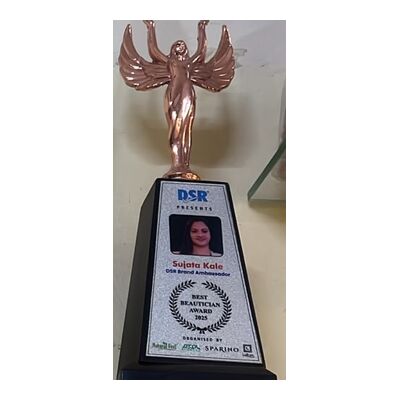 DSR
PRESENTS
Sujata Kale
DSR Brand Ambassador
BEST
BEAUTICIAN
AWARD
2025
ORGANISED BY
SPARINO